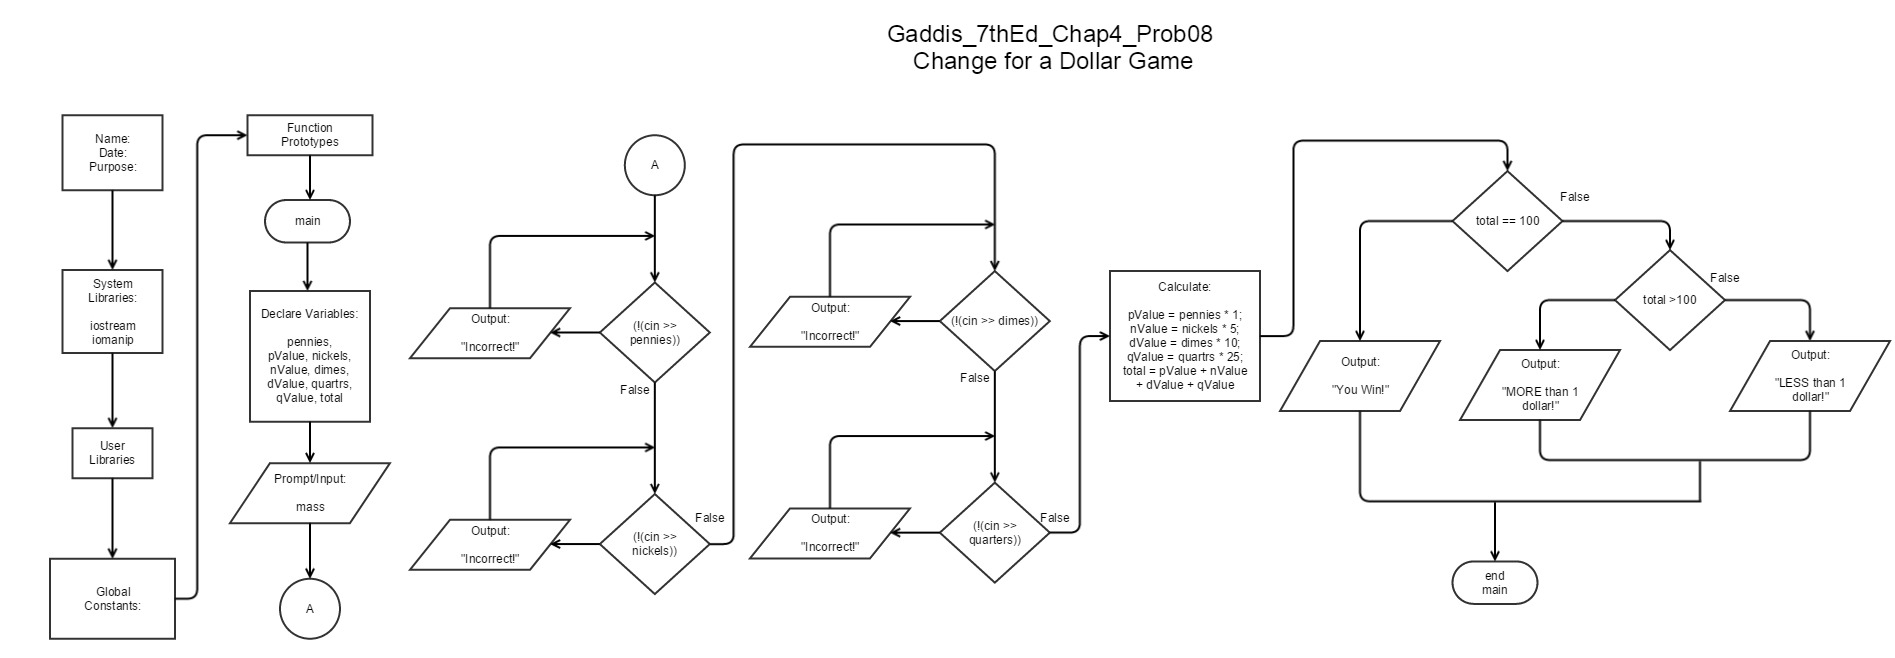 Gaddis_7thEd_Chap4_Prob08
Change for a Dollar Game
Name:
Date:
Purpose:
System
Libraries:
iostream
iomanip
User
Libraries
Global
Constants:
Function
Prototypes
main
Declare Variables:
pennies,
pValue, nickels,
nValue, dimes,
dValue, quartrs,
qValue, total
Prompt/Input:
mass
A
A
(!(cin >>
pennies))
Output:
"Incorrect!"
False
(!(cin >>
nickels))
Output:
"Incorrect!"
False
(!(cin >> dimes))
Output:
"Incorrect!"
False
(!(cin >>
quarters))
Output:
"Incorrect!"
False
Calculate:
pValue = pennies * 1;
nValue = nickels * 5;
dValue = dimes * 10;
qValue = quartrs * 25;
total = pValue + nValue
+ dValue + qValue
total == 100
False
total >100
False
Output:
"You Win!"
Output:
"MORE than 1
dollar!"
Output:
"LESS than 1
dollar!"
end
main